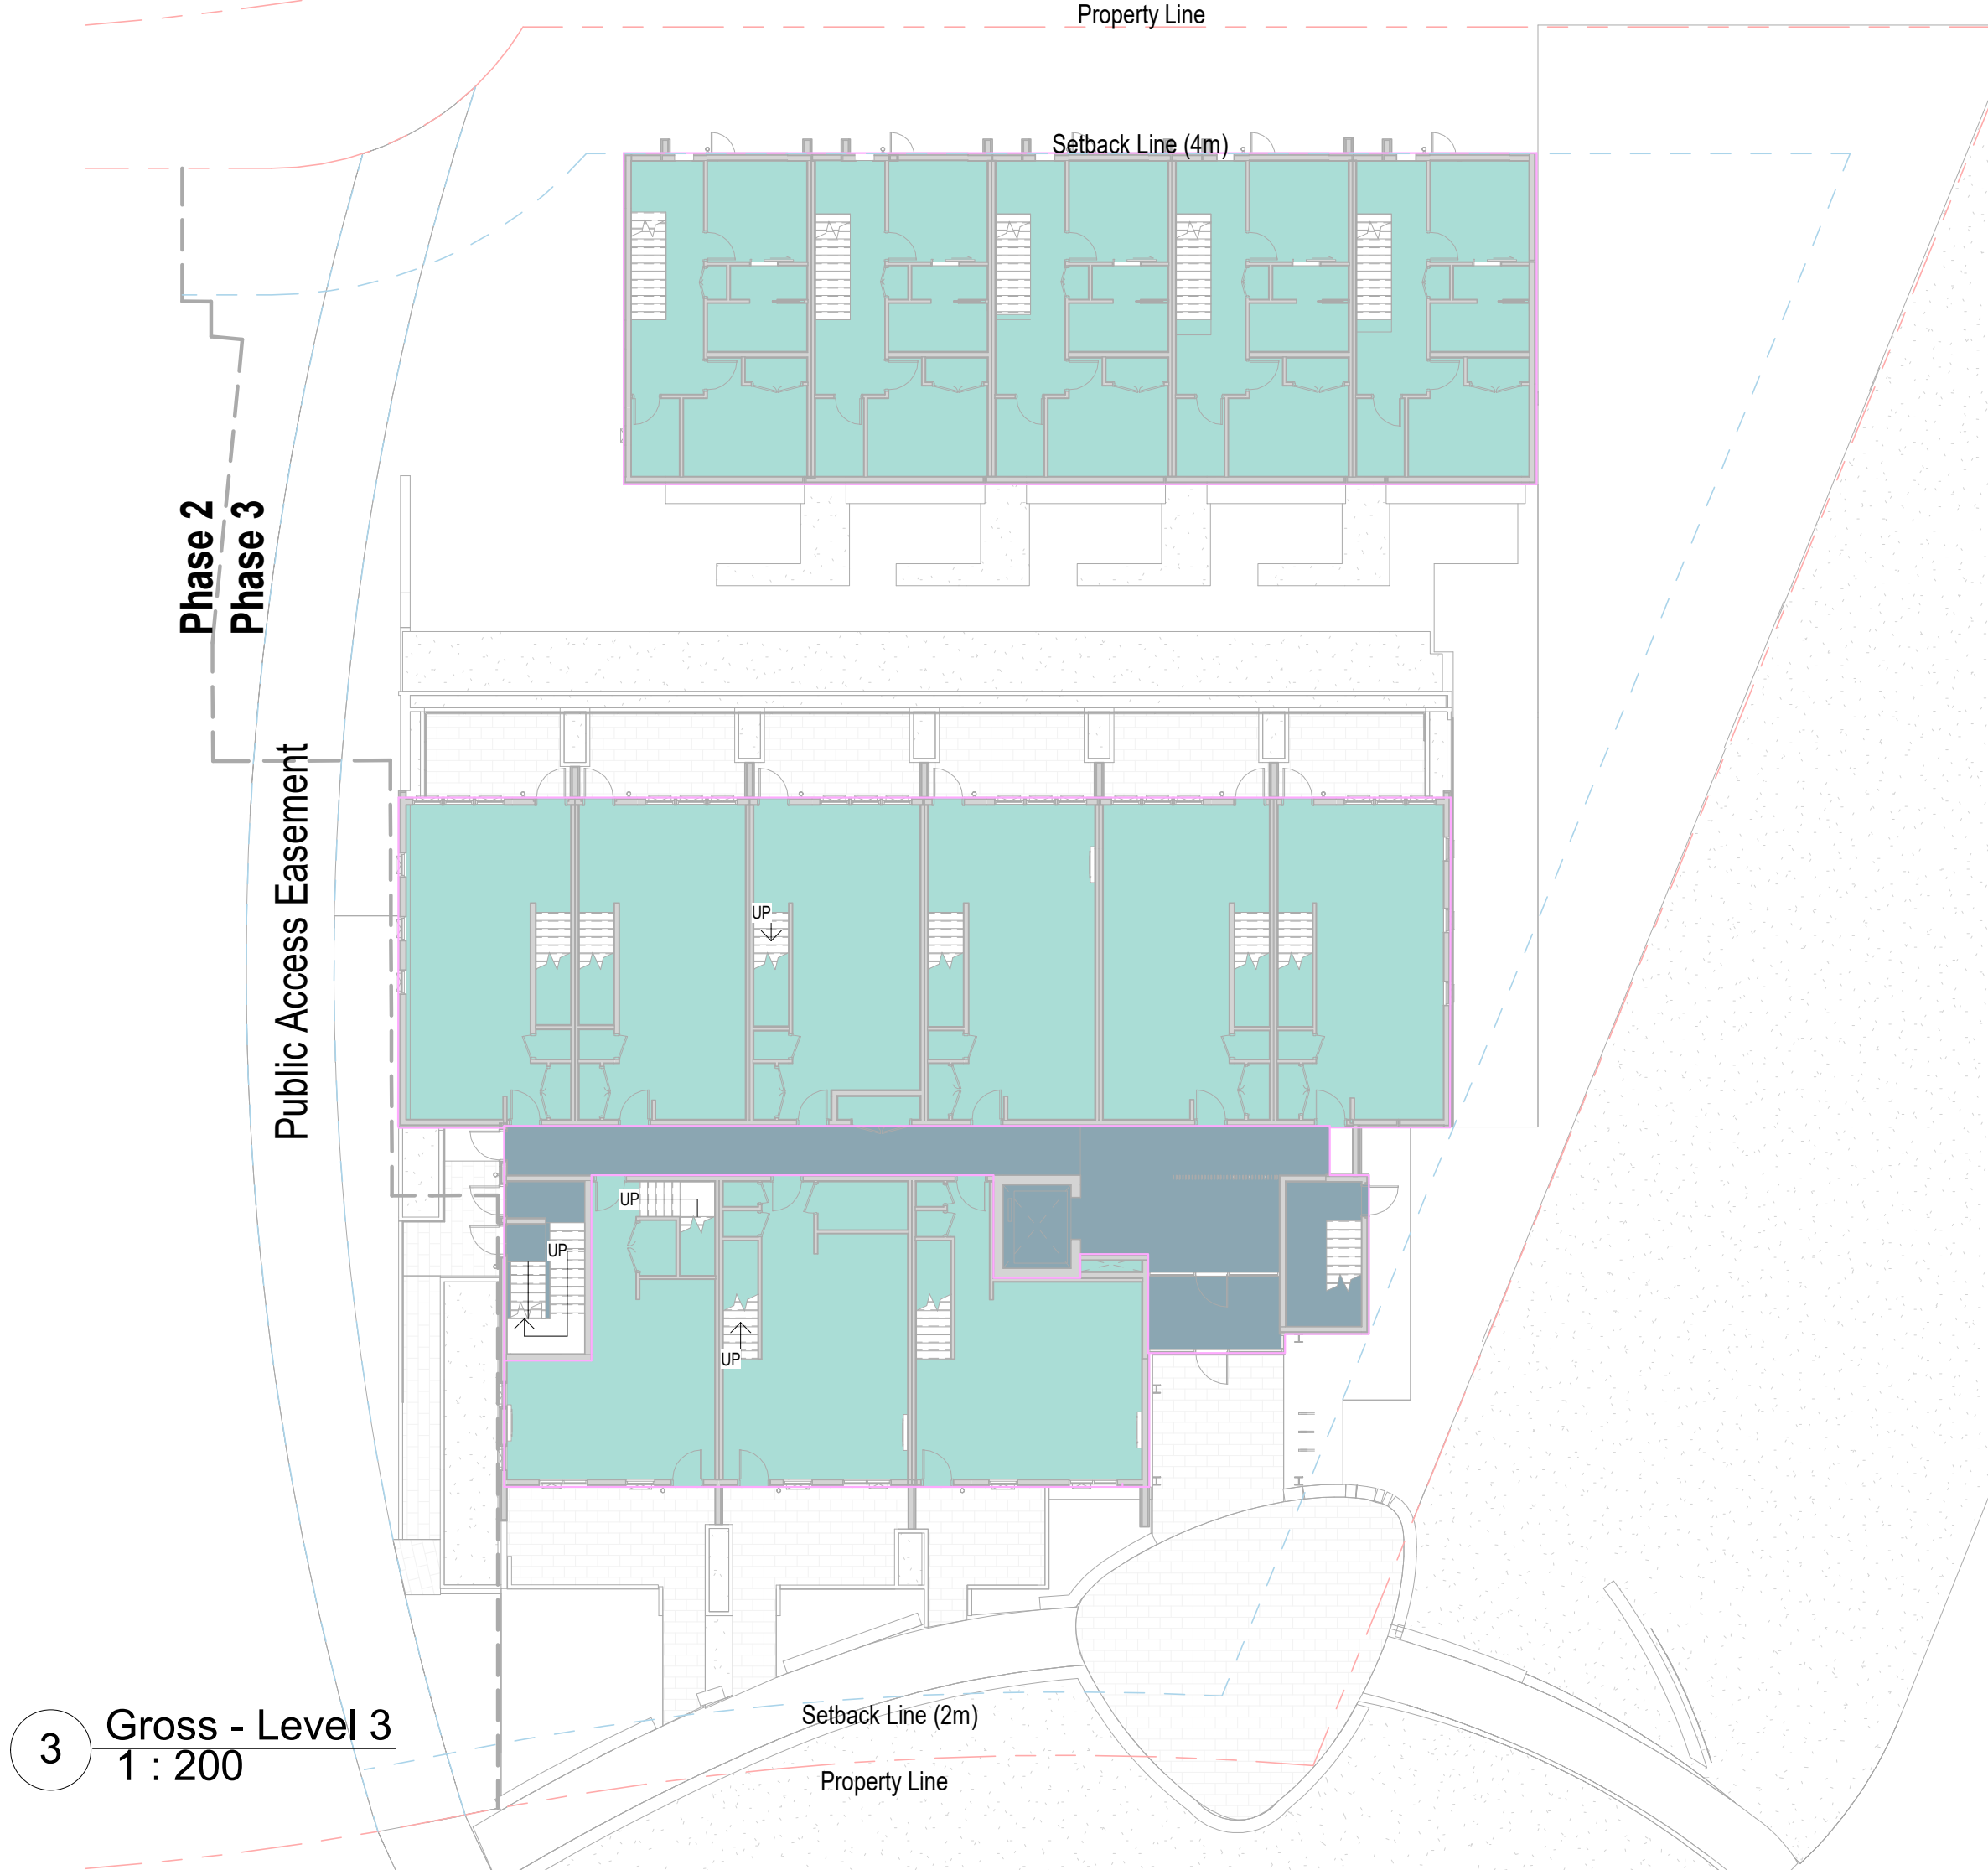 Property Line
Setback Line (4m)
Phase 2
Phase 3
Public Access Easement
UP
UP
UP
UP
Setback Line (2m)
Property Line
3
Gross - Level 3
1 : 200